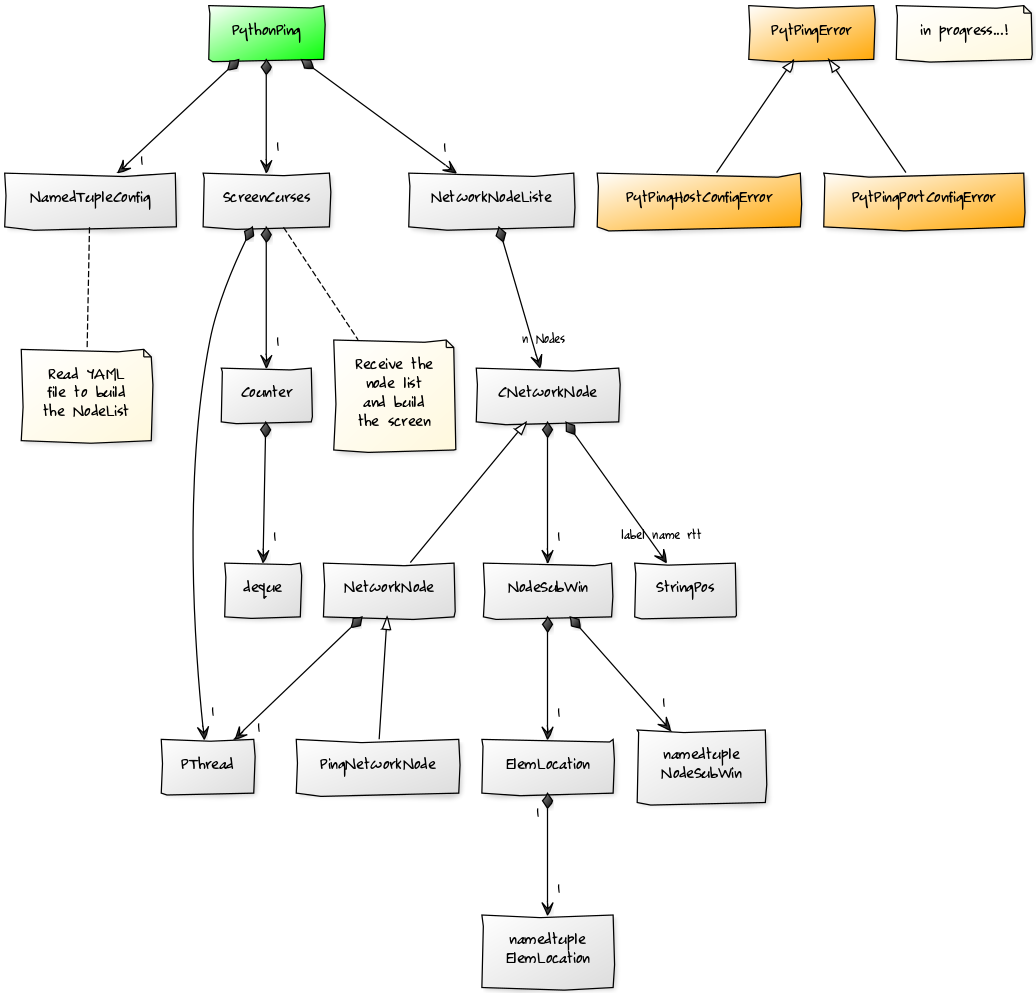 PythonPing
PytPingError
in progress...!
1
1
1
NamedTupleConfig
ScreenCurses
NetworkNodeListe
PytPingHostConfigError
PytPingPortConfigError
n Nodes
1
Read YAML
file to build
the NodeList
Counter
Receive the
node list
and build
the screen
CNetworkNode
1
1
label name rtt
deque
NetworkNode
NodeSubWin
StringPos
1
1
1
1
PThread
PingNetworkNode
ElemLocation
namedtuple
NodeSubWin
1
1
namedtuple
ElemLocation